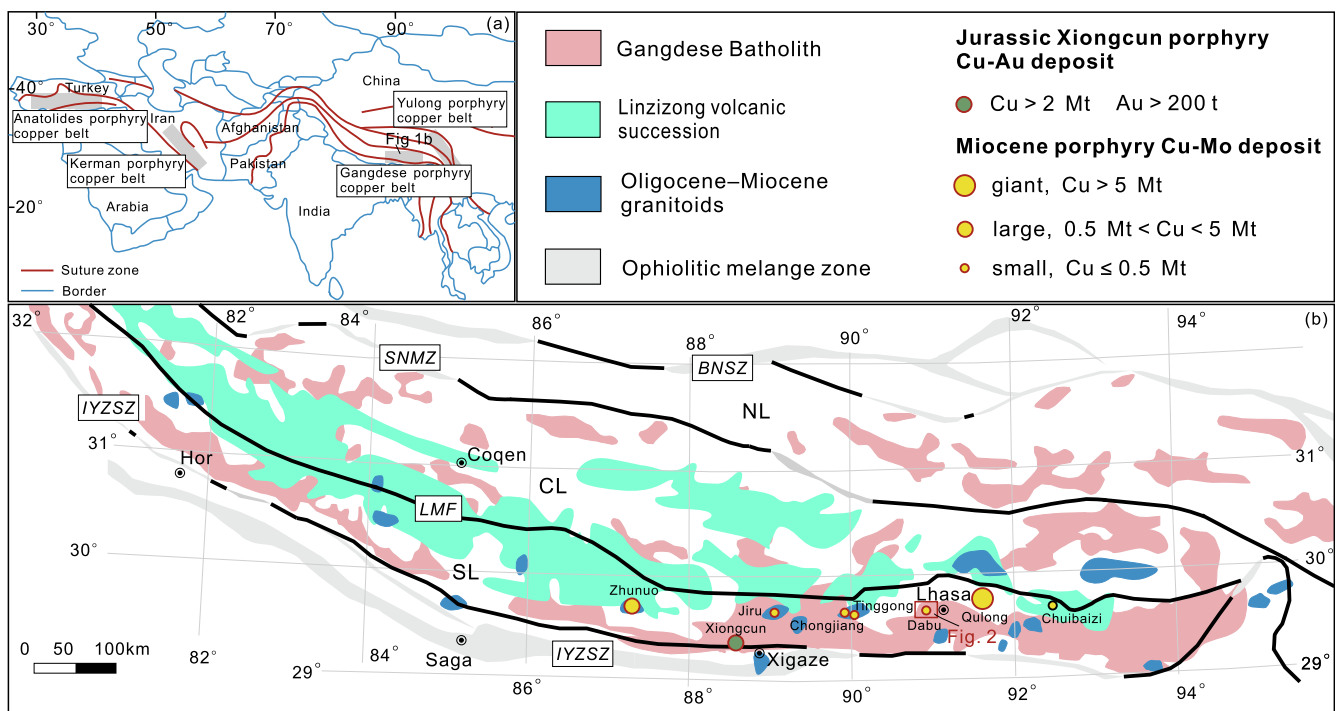 30° 50° 70° 90° (a)
40°
Turkey
China
Anatolides porphyry
copper belt
Iran
Afghanistan
Yulong porphyry
copper belt
Fig 1b
Kerman porphyry
copper belt
Pakistan
Gangdese porphyry
copper belt
20°
Arabia
India
Suture zone
Border
Gangdese Batholith
Linzizong volcanic
succession
Oligocene–Miocene
granitoids
Ophiolitic melange zone
Jurassic Xiongcun porphyry
Cu-Au deposit
Cu > 2 Mt Au > 200 t
Miocene porphyry Cu-Mo deposit
giant, Cu > 5 Mt
large, 0.5 Mt < Cu < 5 Mt
small, Cu ≤ 0.5 Mt
32° 82° 84° 86° 88° 90° 92° 94° (b)
SNMZ
BNSZ
IYZSZ
NL
31°
Hor
Coqen
31°
CL
LMF
30°
SL
30°
Zhunuo
Jiru
Tinggong
Lhasa
Xiongcun
Chongjiang
Dabu
Qulong
Chuibaizi
Fig. 2
0 50 100km
Saga
IYZSZ
Xigaze
29°
29°
82° 84° 86° 88° 90° 92° 94°